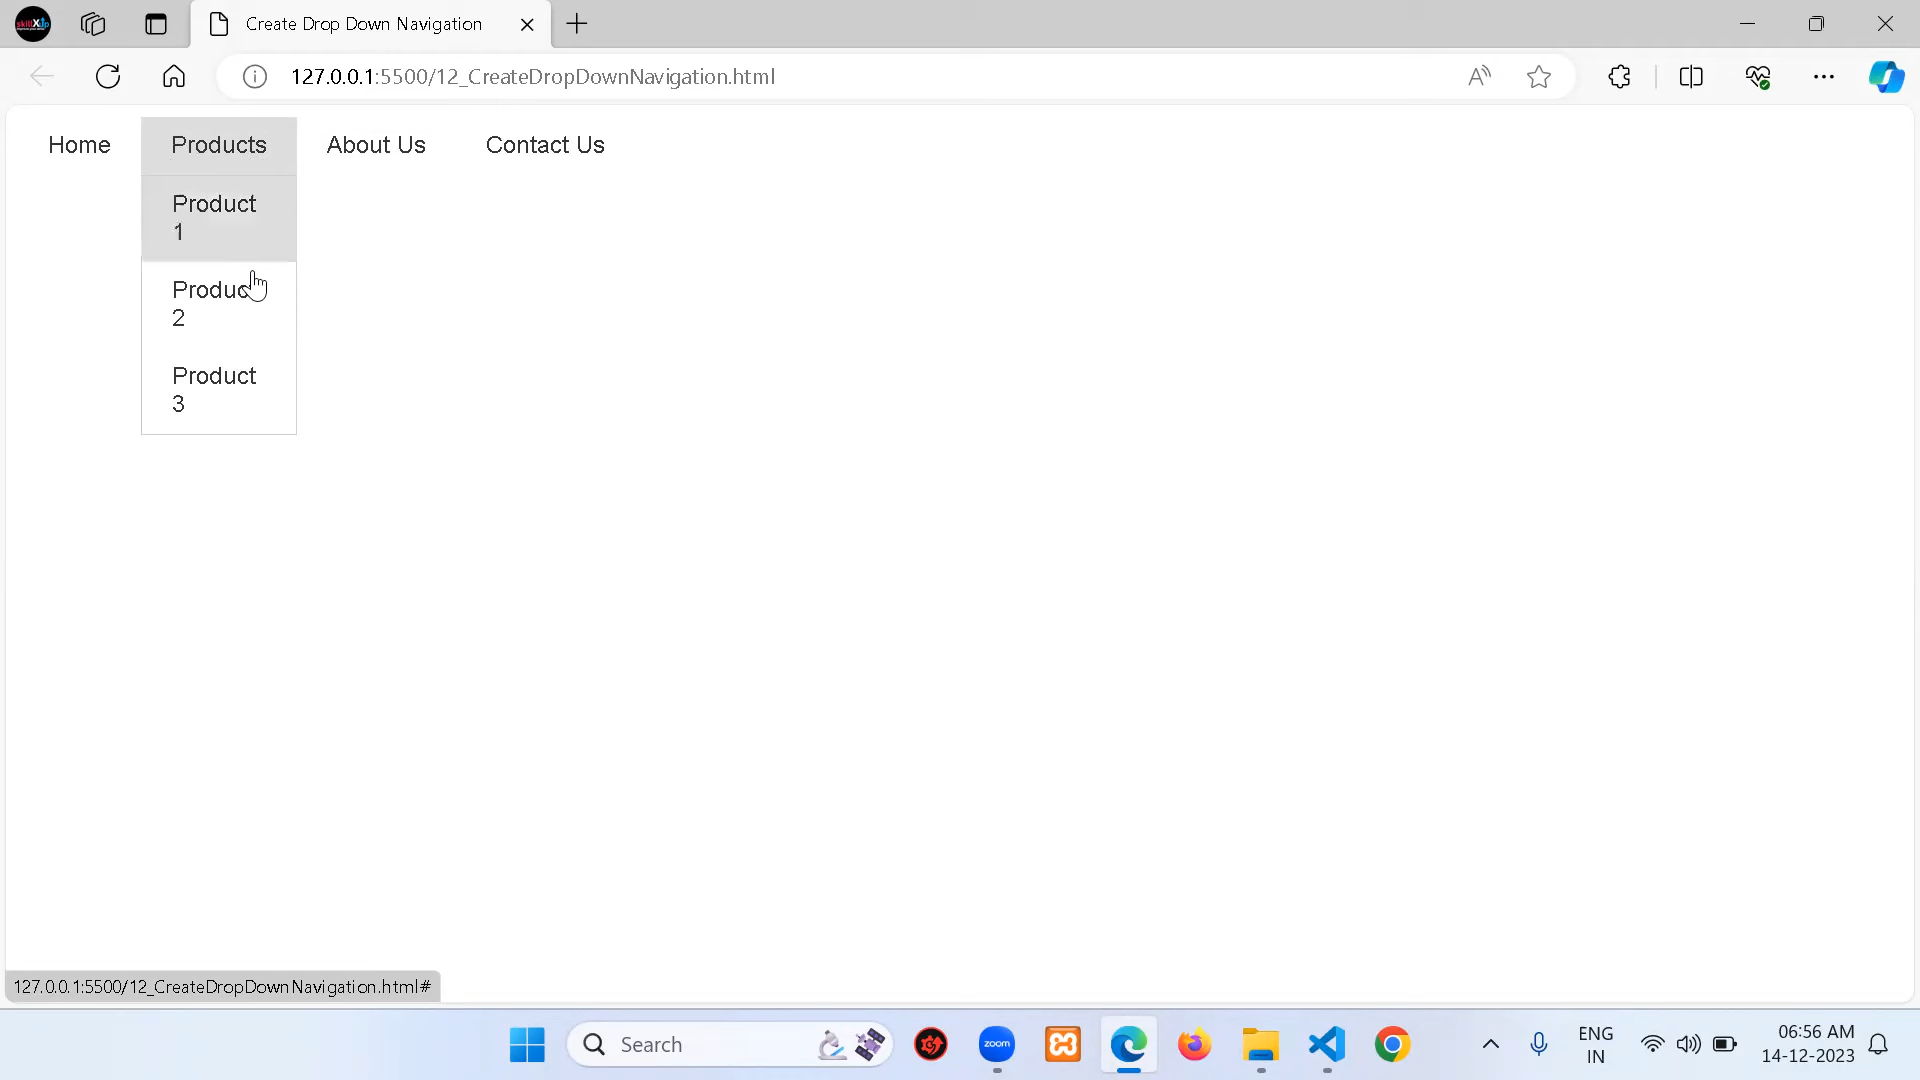 Create Drop Down Navigation
127.0.0.1:5500/12_CreateDropDownNavigation.html
Home Products About Us Contact Us
Product
1
2
Product
3
127.0.0.1:5500/12_CreateDropDownNavigation.html#
Search
zoom
ENG
IN
06:56 AM
14-12-2023